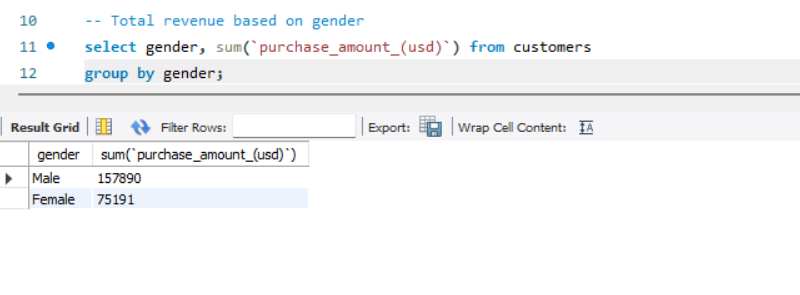 10 -- Total revenue based on gender
11 select gender, sum(`purchase_amount_(usd)`) from customers
12 group by gender;
Result Grid Filter Rows: Export: Wrap Cell Content: IA
gender sum(`purchase_amount_(usd)`)
Male 157890
Female 75191